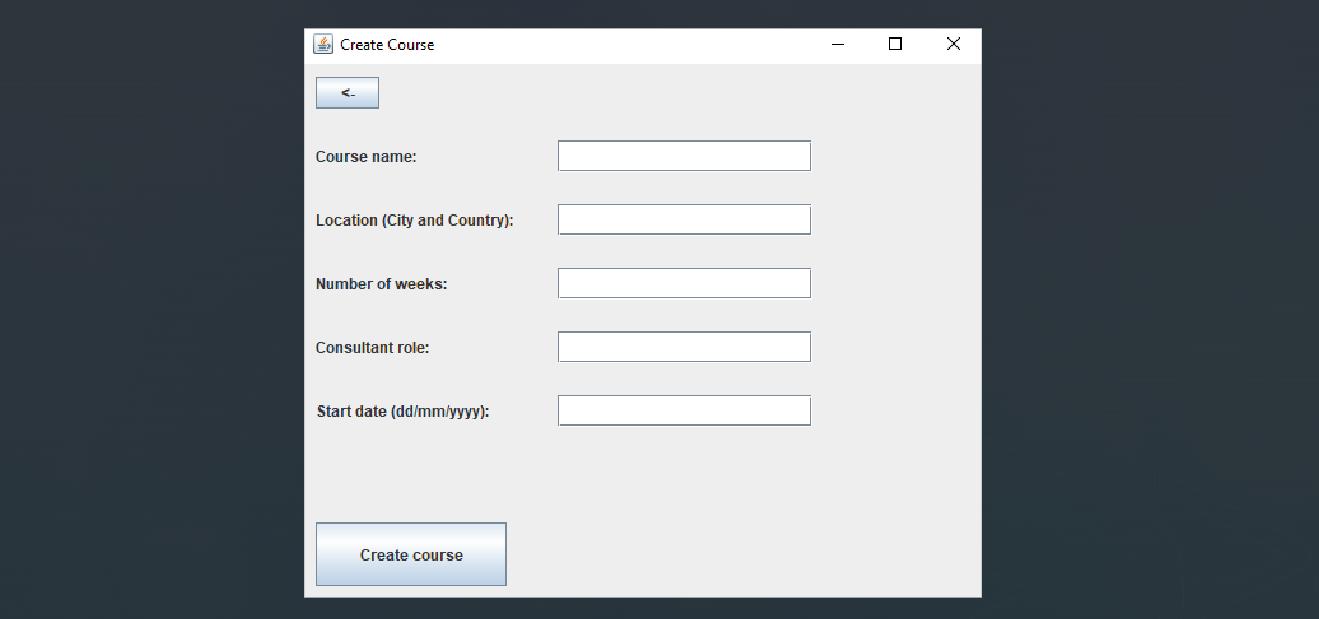 Create Course
<-
Course name:
Location (City and Country):
Number of weeks:
Consultant role:
Start date (dd/mm/yyyy):
Create course